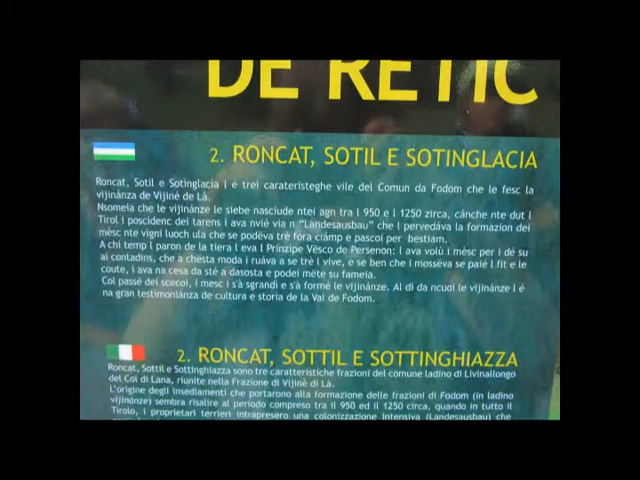 DE RETIC
2. RONCAT, SOTIL E SOTINGLACIA
Roncat, Sotil e Sotinglacia l é trei carateristeghe vile del Comun da Fodom che le fesc la
vijinánza de Vijiné de Là.
Nsomeia che le vijinánze le siebe nasciude ntei agn tra l 950 e l 1250 zirca, cánche nte dut l
Tirol i poscidenc dei tarens i ava nvié via n "Landesausbau" che l pervedáva la formazion dei
mèsc nte vigni luoch ula che se podëva trè fora ciámp e pascoi per bestiam.
A chi temp l paron de la tiera l eva l Prinzipe Vësco de Persenon: l ava volù i mèsc per i dé su
ai contadins, che a chësta moda i ruáva a se trè l vive, e se ben che i mossëva se paié l fit e le
coute, i ava na cesa da sté a dasosta e podei mëte su fameia.
Col passé dei secoi, i mesc i s'à sgrandi e s'à formé le vijinánze. Al di da ncuoi le vijinánze l é
na gran testimoniánza de cultura e storia de la Val de Fodom.
2. RONCAT, SOTTIL E SOTTINGHIAZZA
Roncat, Sottil e Sottinghiazza sono tre caratteristiche frazioni del comune ladino di Livinallongo
del Col di Lana, riunite nella Frazione di Vijinè di Là.
L'origine degli insediamenti che portarono alla formazione delle frazioni di Fodom (in ladino
vijinánze) sembra risalire al periodo compreso tra il 950 ed il 1250 circa, quando in tutto il
Tirolo, i proprietari terrieri intrapresero una colonizzazione intensiva (Landesausbau) che